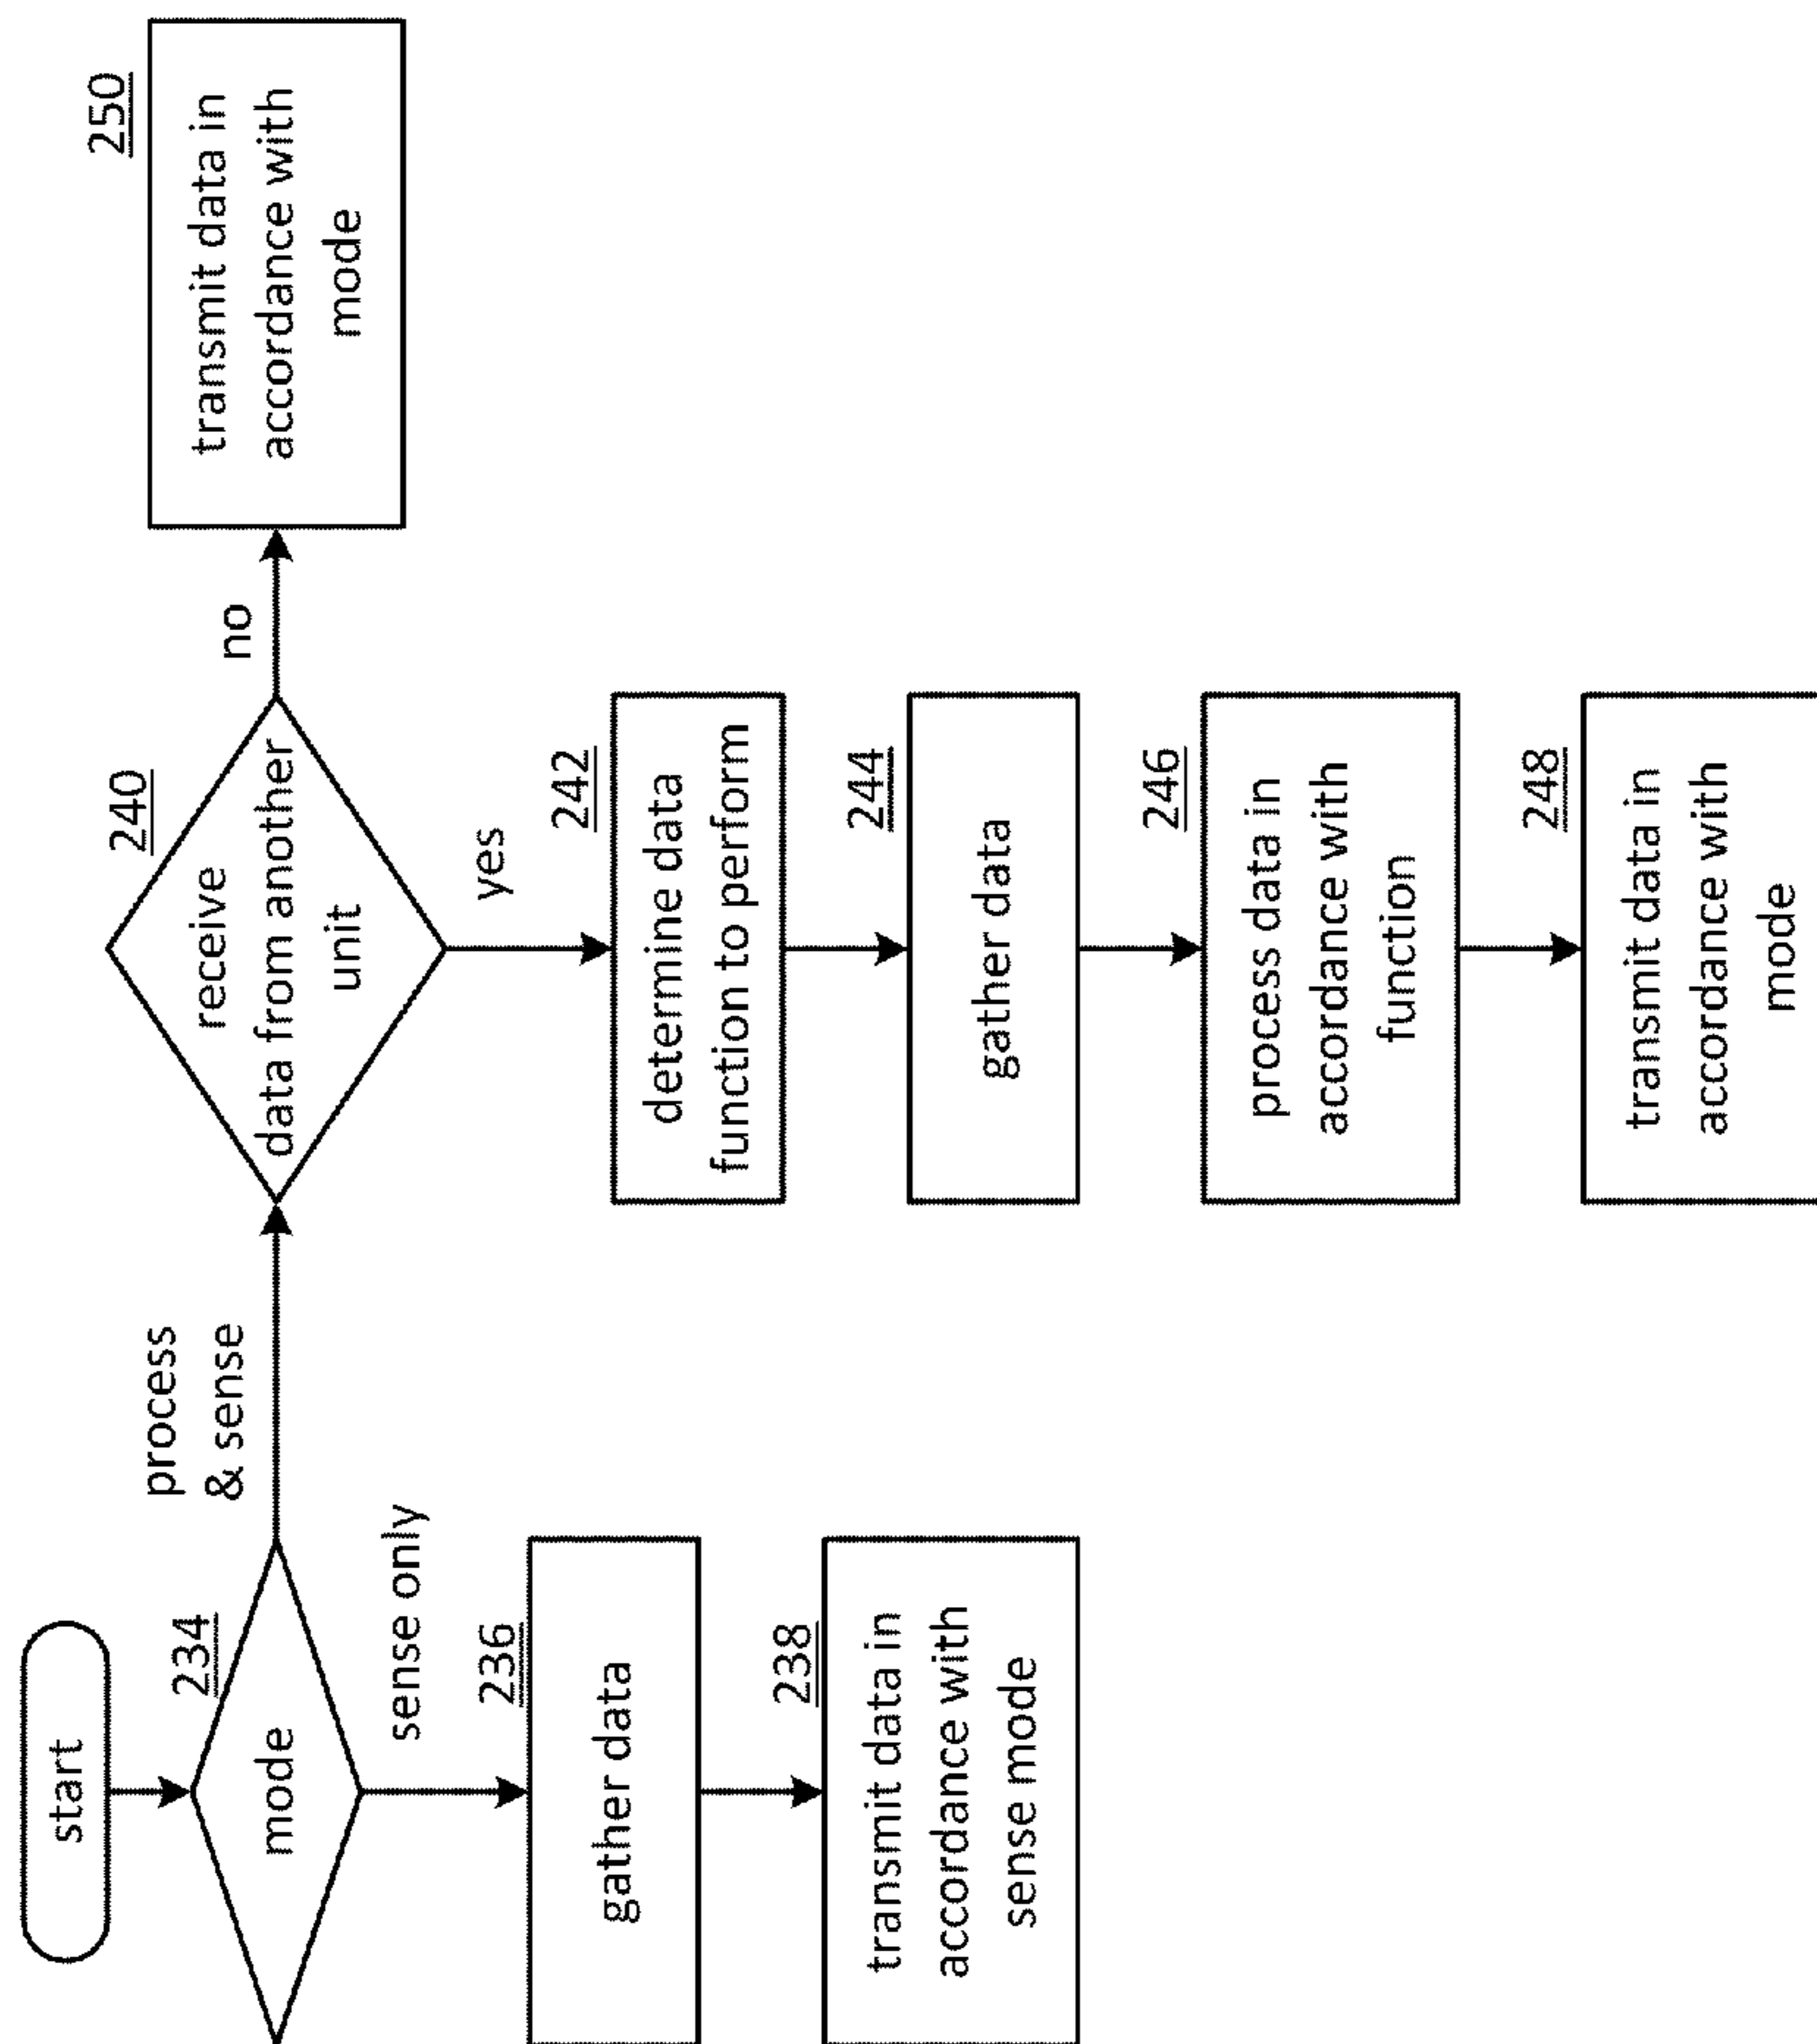 start
234
mode
process
& sense
sense only
236
gather data
238
transmit data in
accordance with
sense mode
240
receive
data from another
unit
no
yes
250
transmit data in
accordance with
mode
242
determine data
function to perform
244
gather data
246
process data in
accordance with
function
248
transmit data in
accordance with
mode